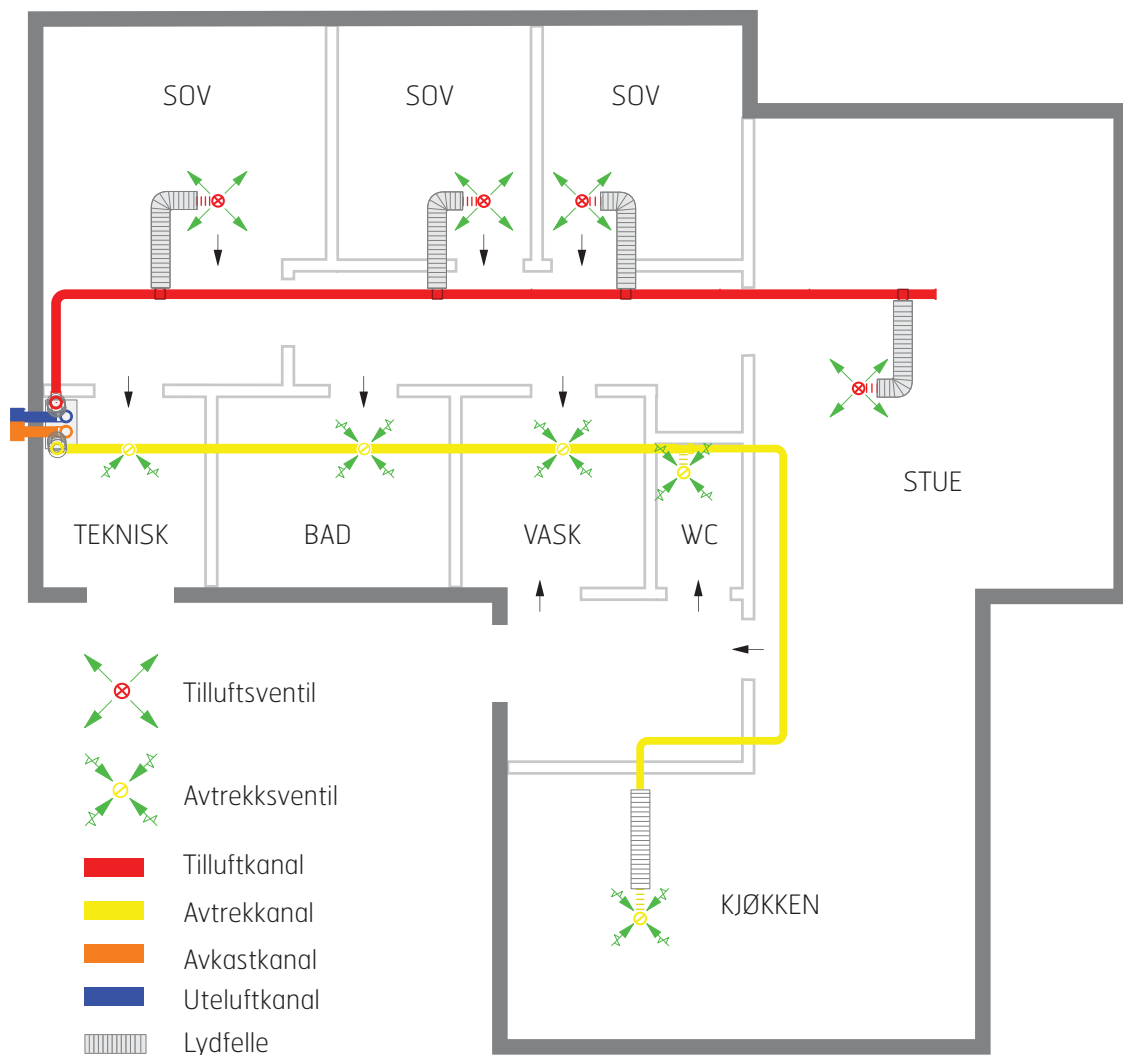 SOV
SOV
SOV
STUE
TEKNISK
BAD
VASK
WC
Tilluftsventil
Avtrekksventil
Tilluftkanal
Avtrekkanal
Avkastkanal
Uteluftkanal
Lydfelle
KJØKKEN